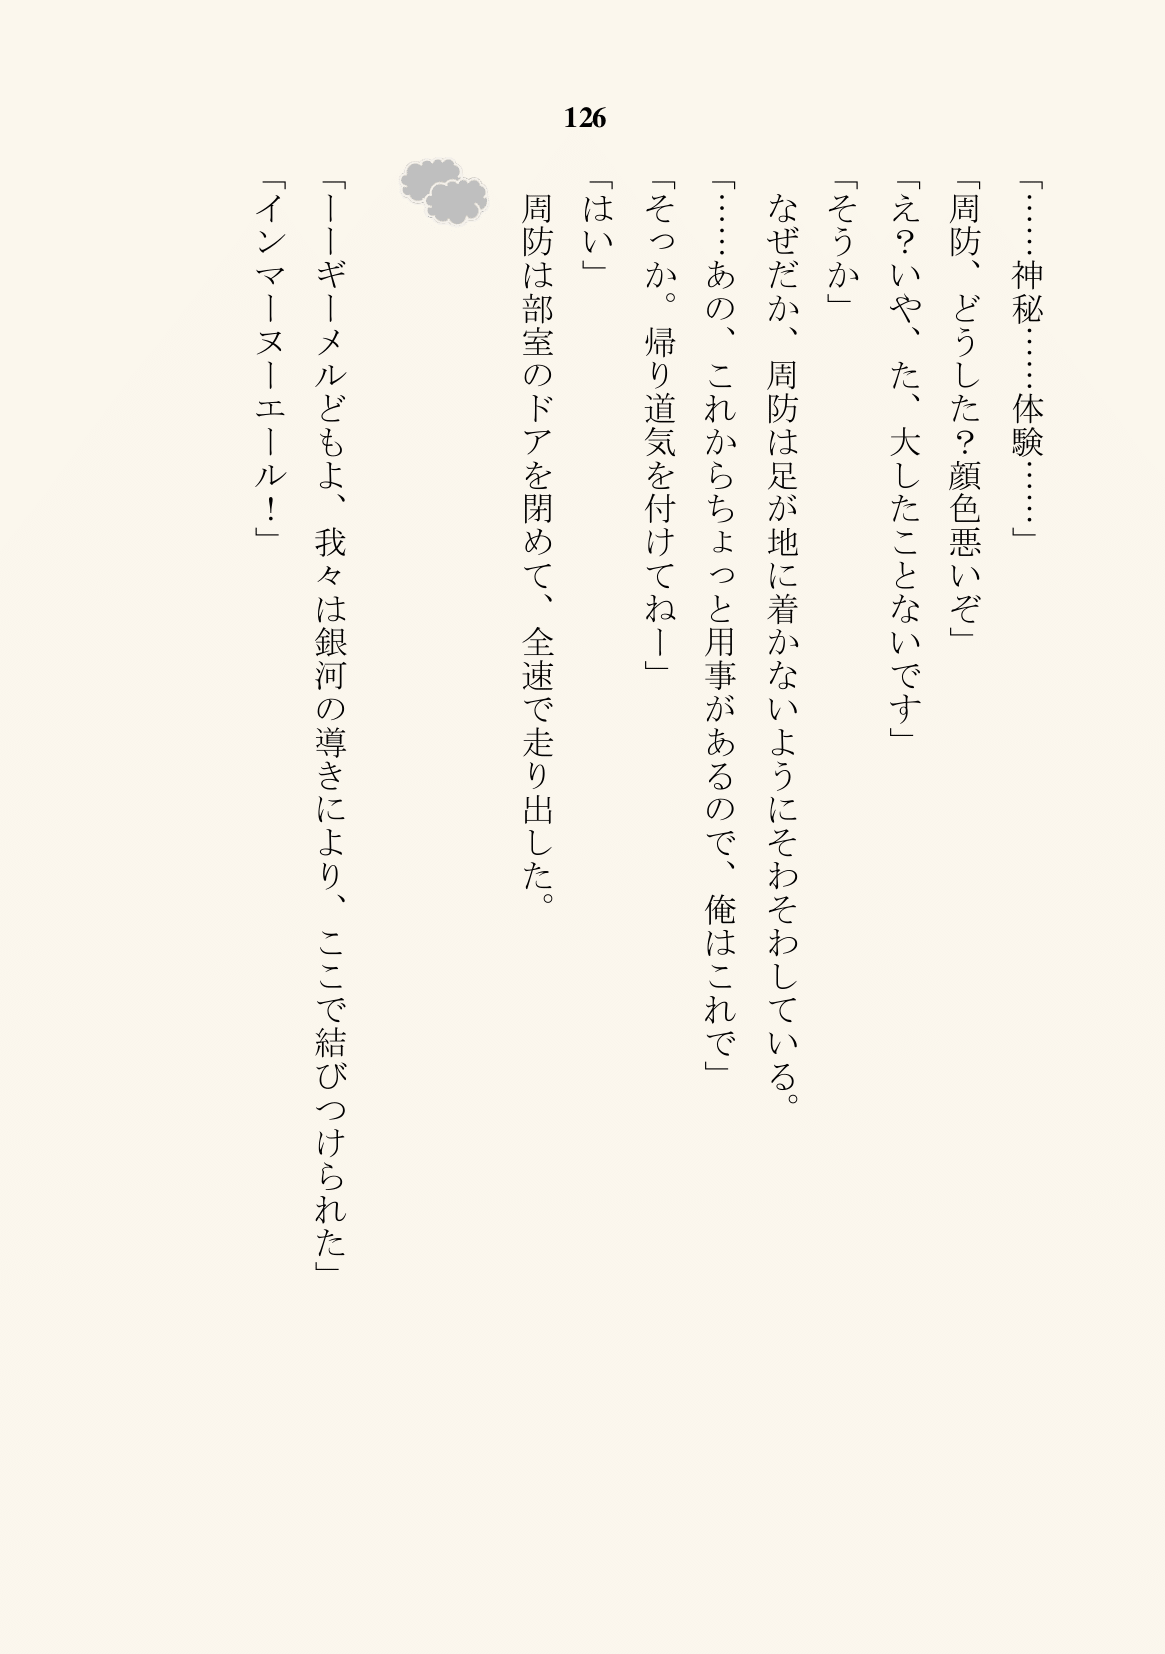 126
「……神秘……体験……」
「周防、どうした？顔色悪いぞ」
「え？いや、た、大したことないです」
「そうか」
なぜだか、周防は足が地に着かないようにそわそわしている。
「……あの、これからちょっと用事があるので、俺はこれで」
「そっか。帰り道気を付けてねー」
「はい」
周防は部室のドアを閉めて、全速で走り出した。
「ーーギーメルどもよ、我々は銀河の導きにより、ここで結びつけられた」
「インマーヌーエール！」